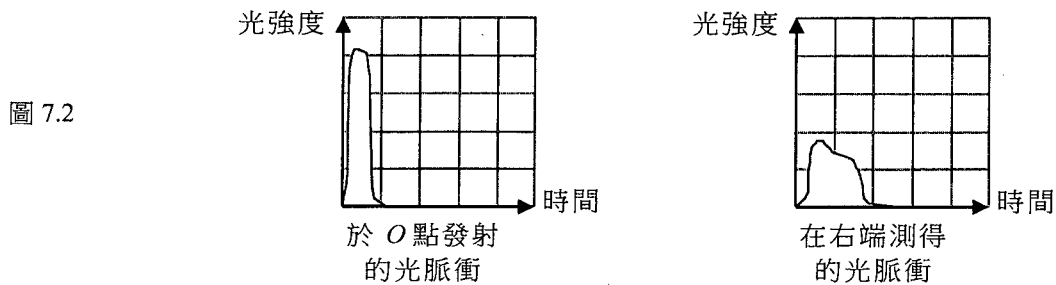 光強度
光強度
圖 7.2
時間
時間
於 O 點發射
的光脈衝
在右端測得
的光脈衝